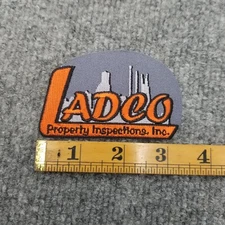 LADCO
Property Inspections, Inc.
1 2 3 4